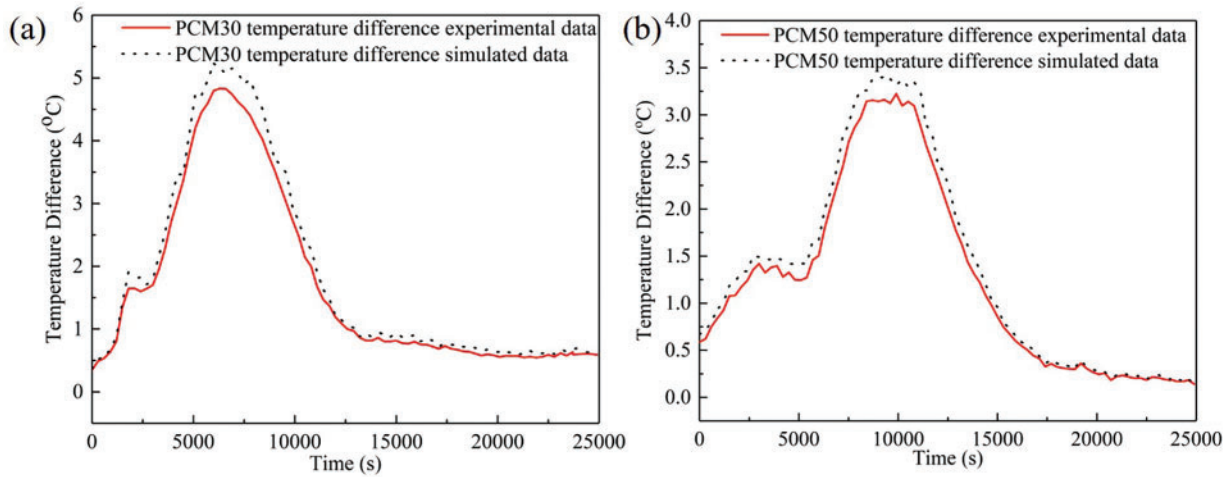 (a)
PCM30 temperature difference experimental data
PCM30 temperature difference simulated data
Temperature Difference (°C)
6
5
4
3
2
1
0
0 5000 10000 15000 20000 25000
Time (s)
(b)
PCM50 temperature difference experimental data
PCM50 temperature difference simulated data
Temperature Difference (°C)
4.0
3.5
3.0
2.5
2.0
1.5
1.0
0.5
0.0
0 5000 10000 15000 20000 25000
Time (s)